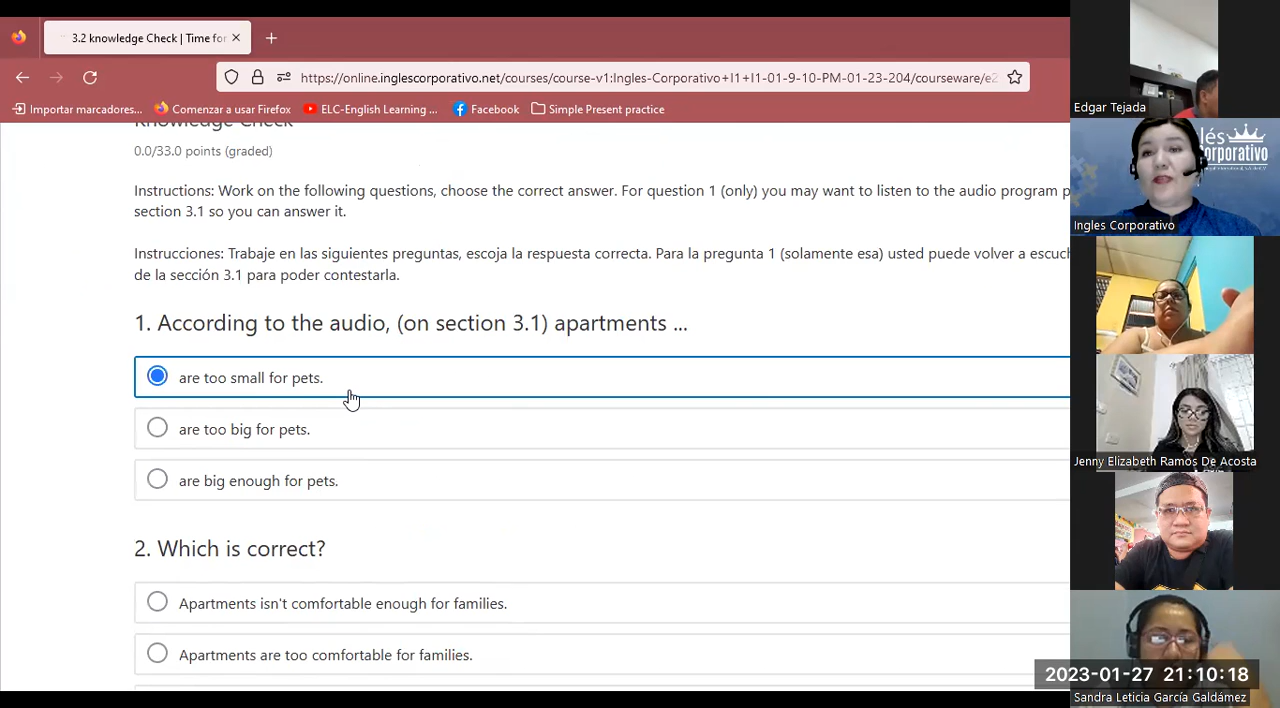 3.2 knowledge Check | Time for
https://online.inglescorporativo.net/courses/course-v1:Ingles-Corporativo+I1+I1-01-9-10-PM-01-23-204/courseware/e2
Importar marcadores... Comenzar a usar Firefox ELC-English Learning ... Facebook Simple Present practice
Knowledge Check
0.0/33.0 points (graded)
Instructions: Work on the following questions, choose the correct answer. For question 1 (only) you may want to listen to the audio program p
section 3.1 so you can answer it.
Instrucciones: Trabaje en las siguientes preguntas, escoja la respuesta correcta. Para la pregunta 1 (solamente esa) usted puede volver a escuch
de la sección 3.1 para poder contestarla.
1. According to the audio, (on section 3.1) apartments ...
are too small for pets.
are too big for pets.
are big enough for pets.
2. Which is correct?
Apartments isn't comfortable enough for families.
Apartments are too comfortable for families.
Edgar Tejada
lés
orporativo
Ingles Corporativo
Jenny Elizabeth Ramos De Acosta
2023-01-27 21:10:18
Sandra Leticia García Galdámez